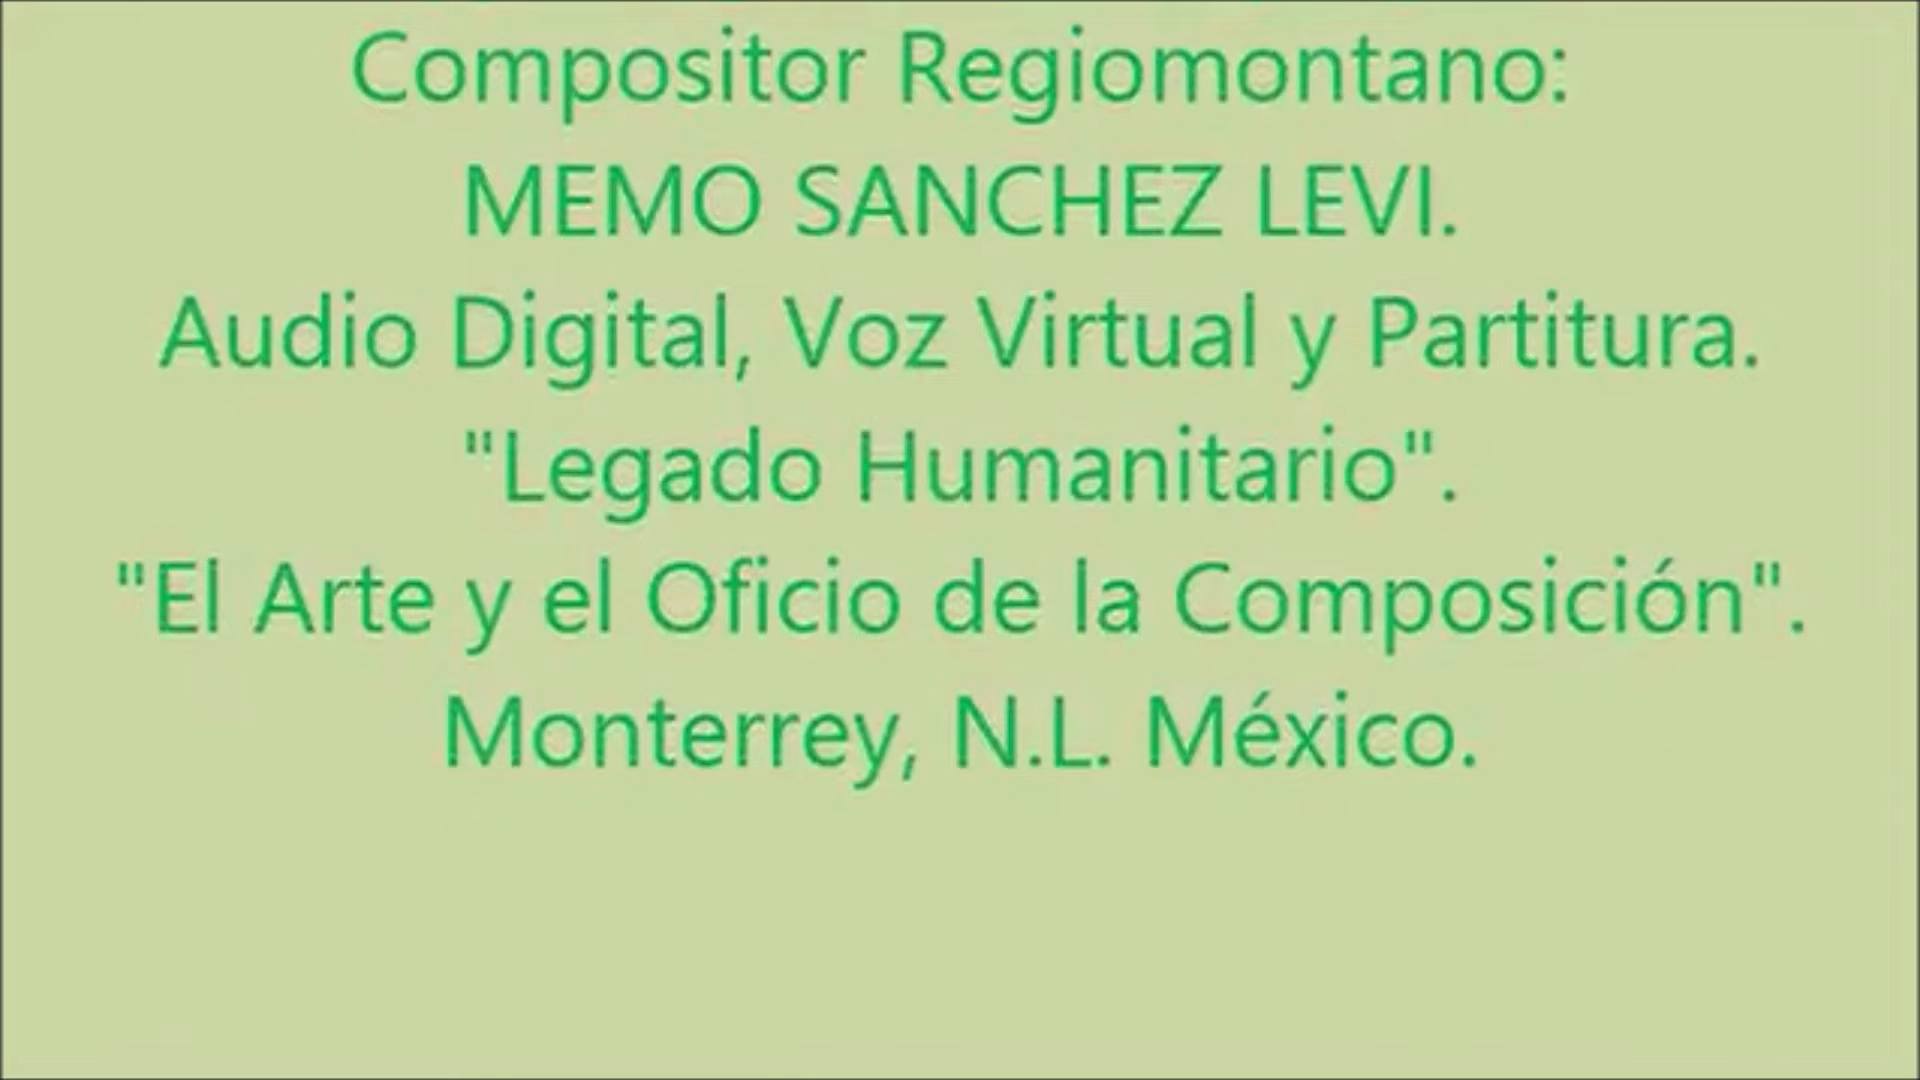 Compositor Regiomontano:
MEMO SANCHEZ LEVI.
Audio Digital, Voz Virtual y Partitura.
"Legado Humanitario".
"El Arte y el Oficio de la Composición".
Monterrey, N.L. México.